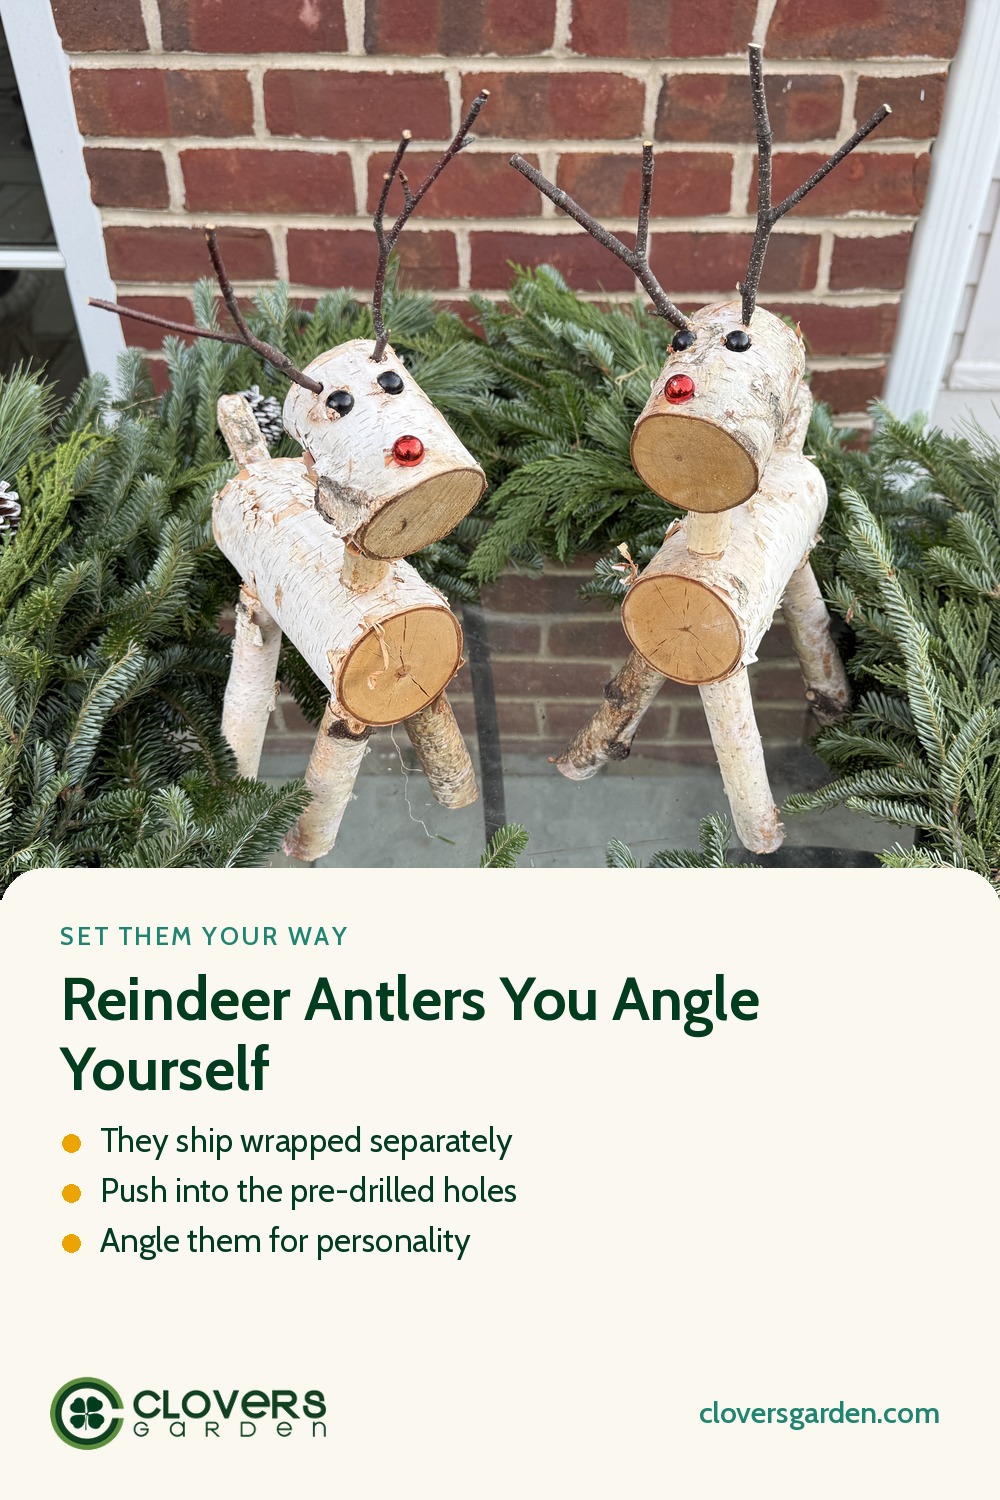 SET THEM YOUR WAY
Reindeer Antlers You Angle
Yourself
They ship wrapped separately
Push into the pre-drilled holes
Angle them for personality
CLOVERS
GARDEN
cloversgarden.com